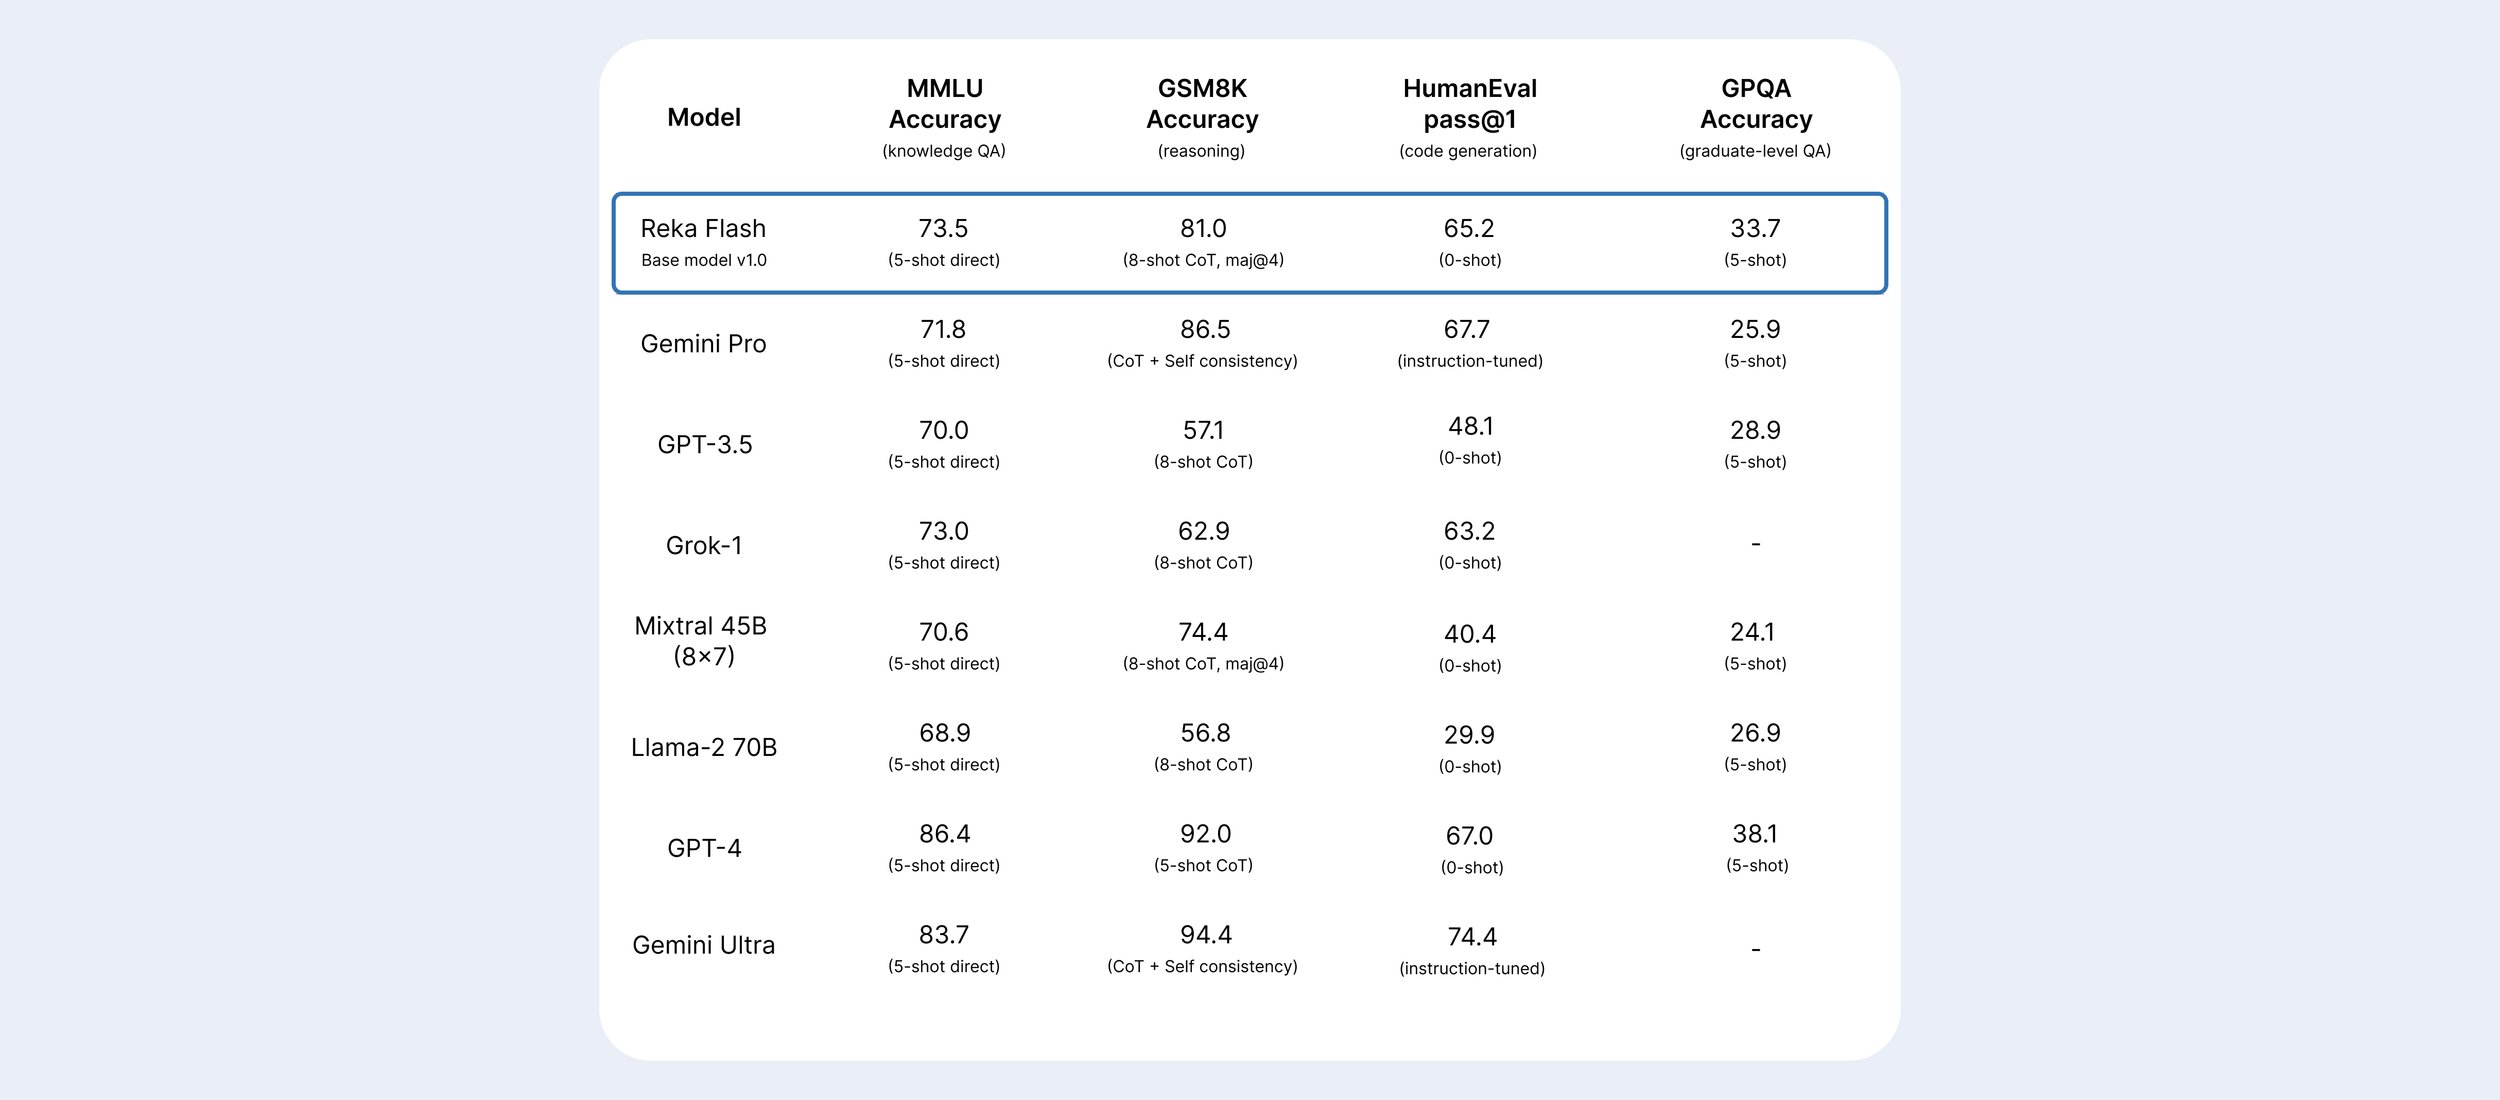 Model
MMLU
Accuracy
(knowledge QA)
GSM8K
Accuracy
(reasoning)
HumanEval
pass@1
(code generation)
GPQA
Accuracy
(graduate-level QA)
Reka Flash
Base model v1.0
73.5
(5-shot direct)
81.0
(8-shot CoT, maj@4)
65.2
(0-shot)
33.7
(5-shot)
Gemini Pro
71.8
(5-shot direct)
86.5
(CoT + Self consistency)
67.7
(instruction-tuned)
25.9
(5-shot)
GPT-3.5
70.0
(5-shot direct)
57.1
(8-shot CoT)
48.1
(0-shot)
28.9
(5-shot)
Grok-1
73.0
(5-shot direct)
62.9
(8-shot CoT)
63.2
(0-shot)
-
Mixtral 45B
(8×7)
70.6
(5-shot direct)
74.4
(8-shot CoT, maj@4)
40.4
(0-shot)
24.1
(5-shot)
Llama-2 70B
68.9
(5-shot direct)
56.8
(8-shot CoT)
29.9
(0-shot)
26.9
(5-shot)
GPT-4
86.4
(5-shot direct)
92.0
(5-shot CoT)
67.0
(0-shot)
38.1
(5-shot)
Gemini Ultra
83.7
(5-shot direct)
94.4
(CoT + Self consistency)
74.4
(instruction-tuned)
-